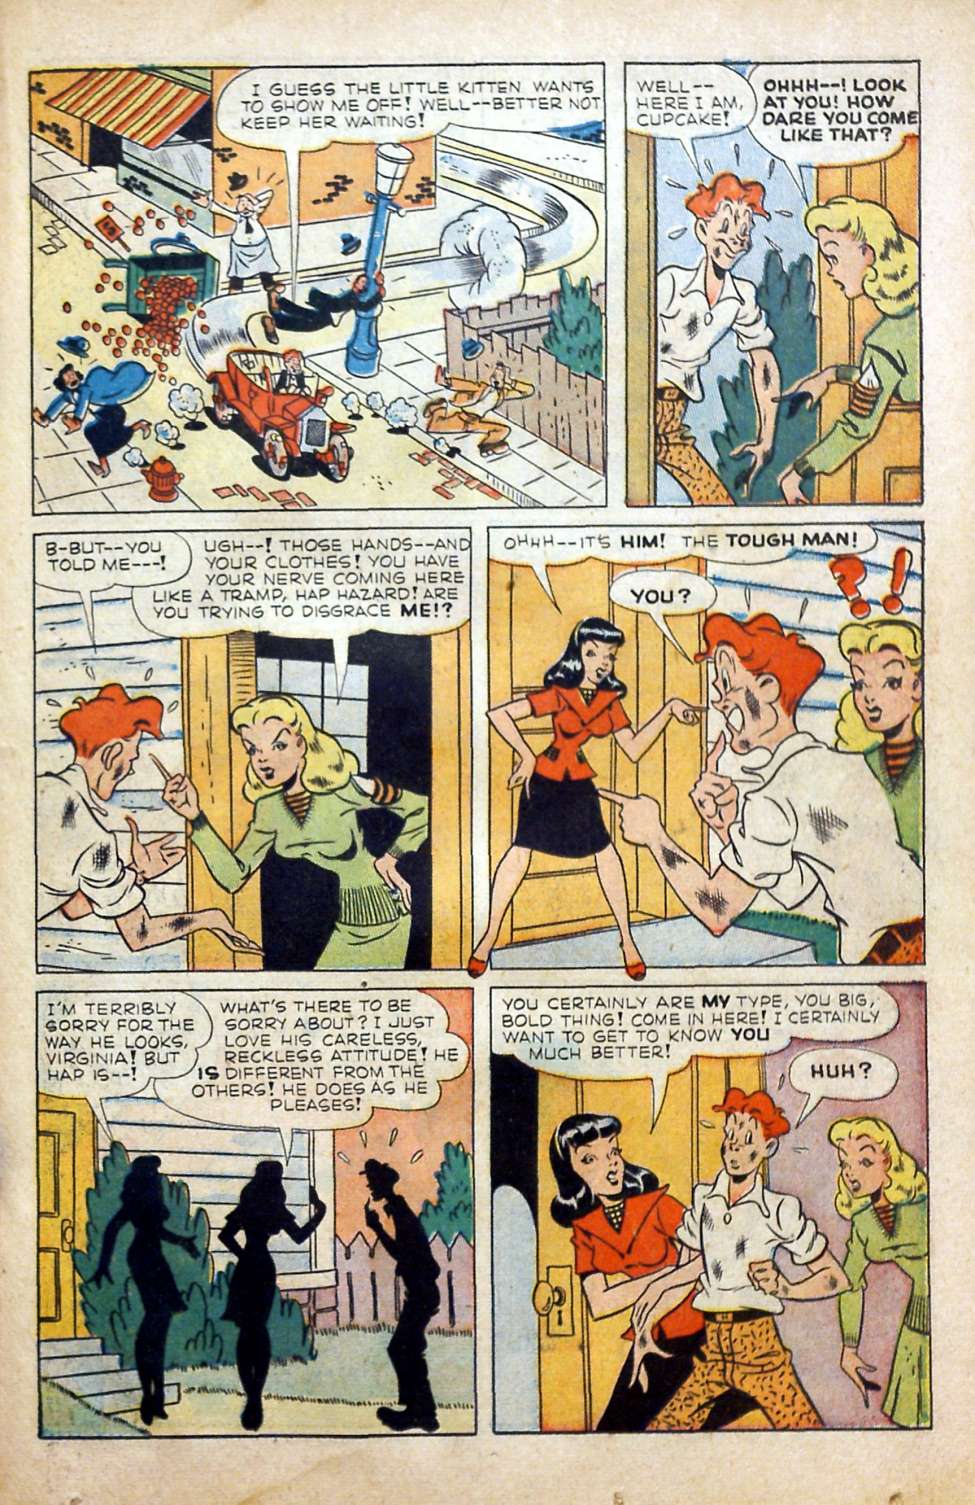 I GUESS THE LITTLE KITTEN WANTS
TO SHOW ME OFF! WELL--BETTER NOT
KEEP HER WAITING!
WELL--
HERE I AM,
CUPCAKE!
OHHH--! LOOK
AT YOU! HOW
DARE YOU COME
LIKE THAT?
B-BUT--YOU
TOLD ME---!
UGH--! THOSE HANDS--AND
YOUR CLOTHES! YOU HAVE
YOUR NERVE COMING HERE
LIKE A TRAMP, HAP HAZARD! ARE
YOU TRYING TO DISGRACE ME!?
OHHH--IT'S HIM! THE TOUGH MAN!
YOU?
?!
I'M TERRIBLY
SORRY FOR THE
WAY HE LOOKS,
VIRGINIA! BUT
HAP IS--!
WHAT'S THERE TO BE
SORRY ABOUT? I JUST
LOVE HIS CARELESS,
RECKLESS ATTITUDE! HE
IS DIFFERENT FROM THE
OTHERS! HE DOES AS HE
PLEASES!
YOU CERTAINLY ARE MY TYPE, YOU BIG,
BOLD THING! COME IN HERE! I CERTAINLY
WANT TO GET TO KNOW YOU
MUCH BETTER!
HUH?